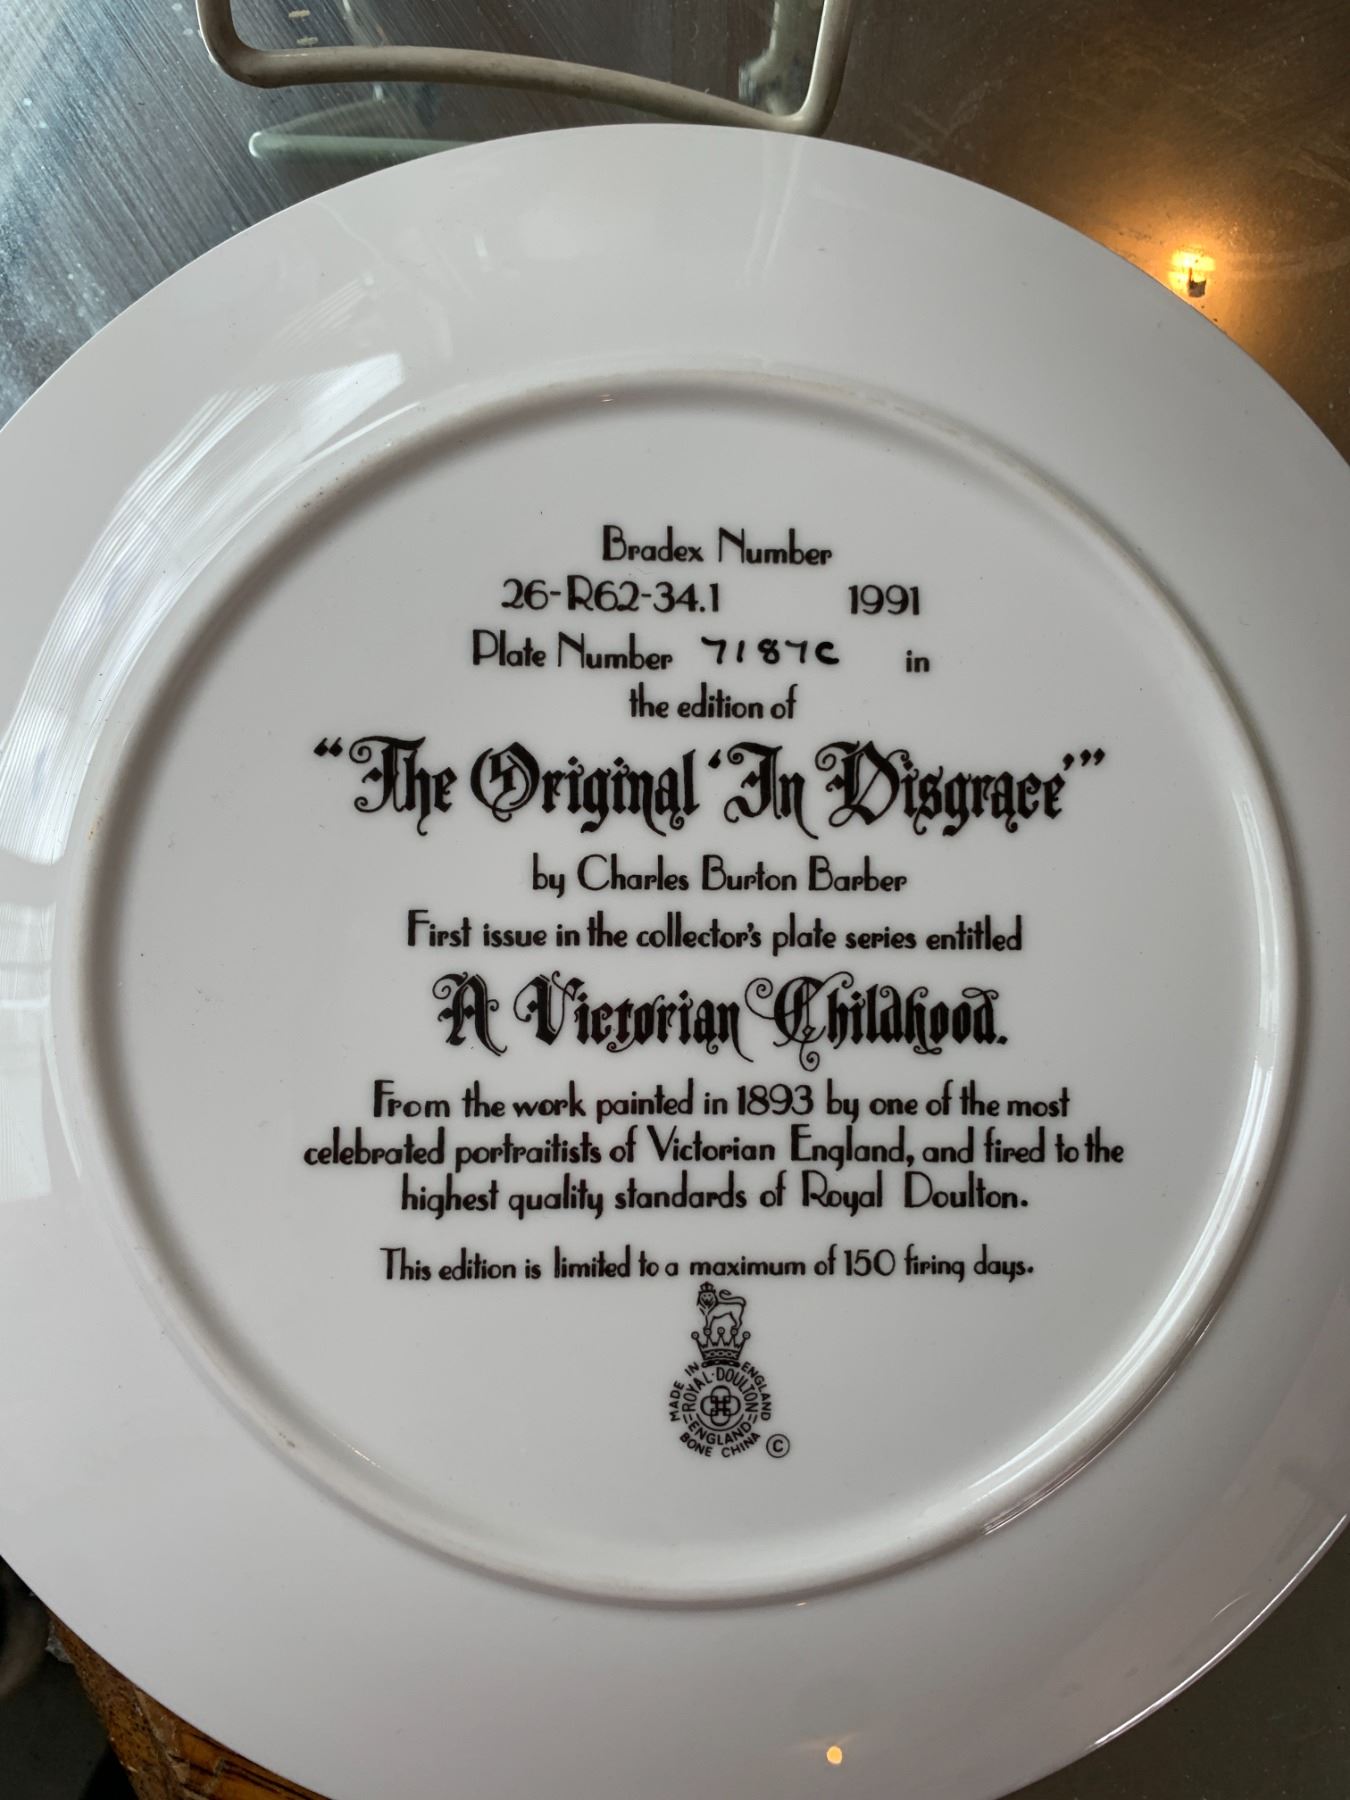 Bradex Number
26-R62-34.1 1991
Plate Number 7187C in
the edition of
“The Original ‘In Disgrace’”
by Charles Burton Barber
First issue in the collector's plate series entitled
A Victorian Childhood.
From the work painted in 1893 by one of the most
celebrated portraitists of Victorian England, and fired to the
highest quality standards of Royal Doulton.
This edition is limited to a maximum of 150 firing days.
MADE IN ENGLAND
ROYAL·DOULTON
ENGLAND
BONE CHINA ©